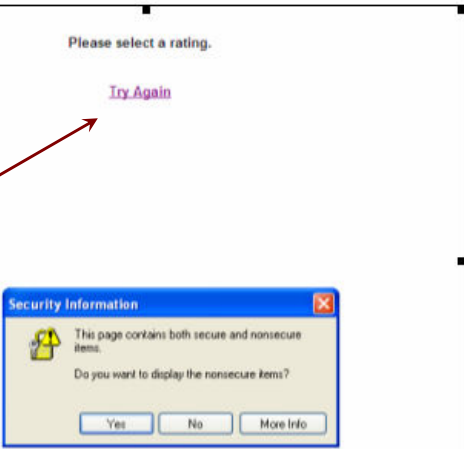 Please select a rating.
Try Again
Security Information
This page contains both secure and nonsecure
items.
Do you want to display the nonsecure items?
Yes
No
More Info